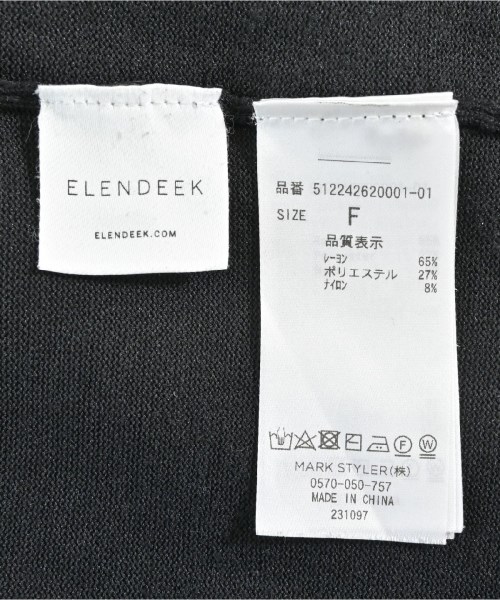 ELENDEEK
ELENDEEK.COM
品番 512242620001-01
SIZE F
品質表示
レーヨン 65%
ポリエステル 27%
ナイロン 8%
F W
MARK STYLER(株)
0570-050-757
MADE IN CHINA
231097